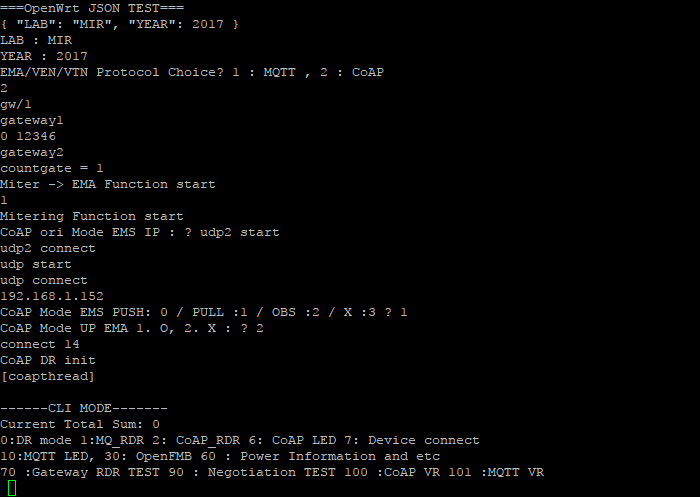 ===OpenWrt JSON TEST===
{ "LAB": "MIR", "YEAR": 2017 }
LAB : MIR
YEAR : 2017
EMA/VEN/VTN Protocol Choice? 1 : MQTT , 2 : CoAP
2
gw/1
gateway1
0 12346
gateway2
countgate = 1
Miter -> EMA Function start
1
Mitering Function start
CoAP ori Mode EMS IP : ? udp2 start
udp2 connect
udp start
udp connect
192.168.1.152
CoAP Mode EMS PUSH: 0 / PULL :1 / OBS :2 / X :3 ? 1
CoAP Mode UP EMA 1. O, 2. X : ? 2
connect 14
CoAP DR init
[coapthread]
------CLI MODE-------
Current Total Sum: 0
0:DR mode 1:MQ_RDR 2: CoAP_RDR 6: CoAP LED 7: Device connect
10:MQTT LED, 30: OpenFMB 60 : Power Information and etc
70 :Gateway RDR TEST 90 : Negotiation TEST 100 :CoAP VR 101 :MQTT VR